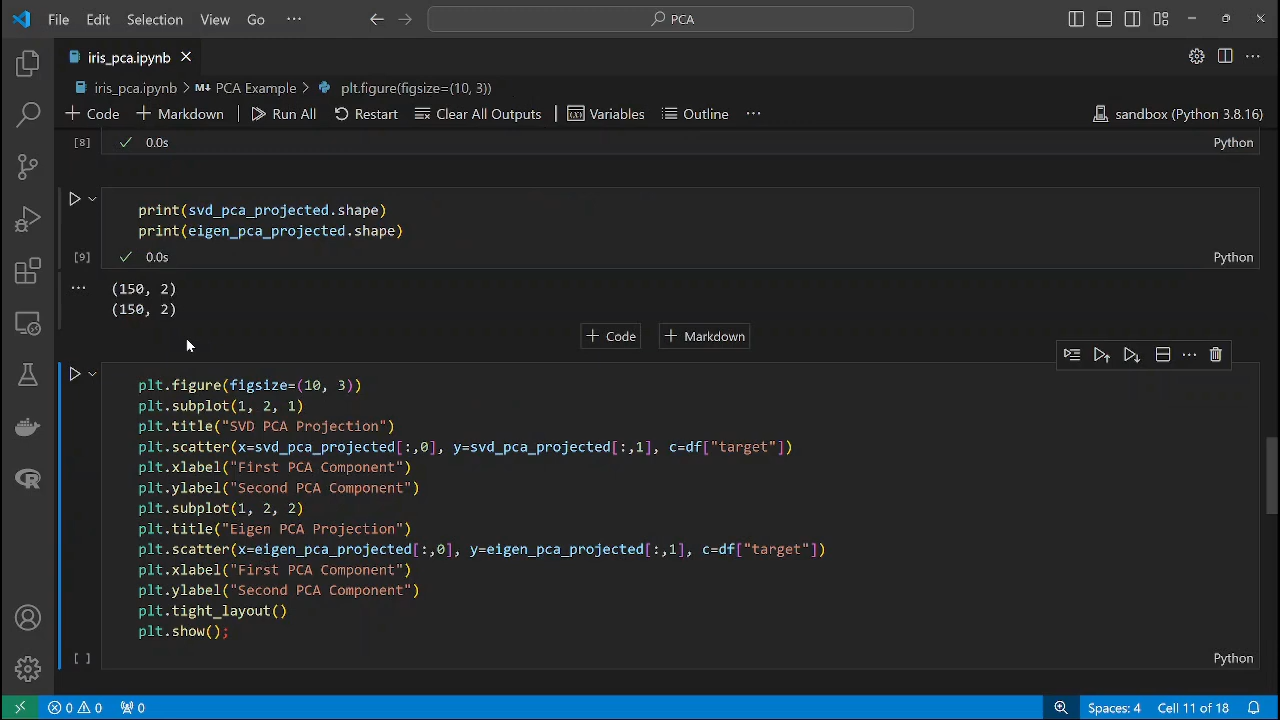 File Edit Selection View Go ··· PCA
iris_pca.ipynb
iris_pca.ipynb > PCA Example > plt.figure(figsize=(10, 3))
+ Code + Markdown Run All Restart Clear All Outputs Variables Outline ··· sandbox (Python 3.8.16)
[8] 0.0s Python
print(svd_pca_projected.shape)
print(eigen_pca_projected.shape)
[9] 0.0s Python
(150, 2)
(150, 2)
+ Code + Markdown
plt.figure(figsize=(10, 3))
plt.subplot(1, 2, 1)
plt.title("SVD PCA Projection")
plt.scatter(x=svd_pca_projected[:,0], y=svd_pca_projected[:,1], c=df["target"])
plt.xlabel("First PCA Component")
plt.ylabel("Second PCA Component")
plt.subplot(1, 2, 2)
plt.title("Eigen PCA Projection")
plt.scatter(x=eigen_pca_projected[:,0], y=eigen_pca_projected[:,1], c=df["target"])
plt.xlabel("First PCA Component")
plt.ylabel("Second PCA Component")
plt.tight_layout()
plt.show();
[ ] Python
0 0 0 Spaces: 4 Cell 11 of 18